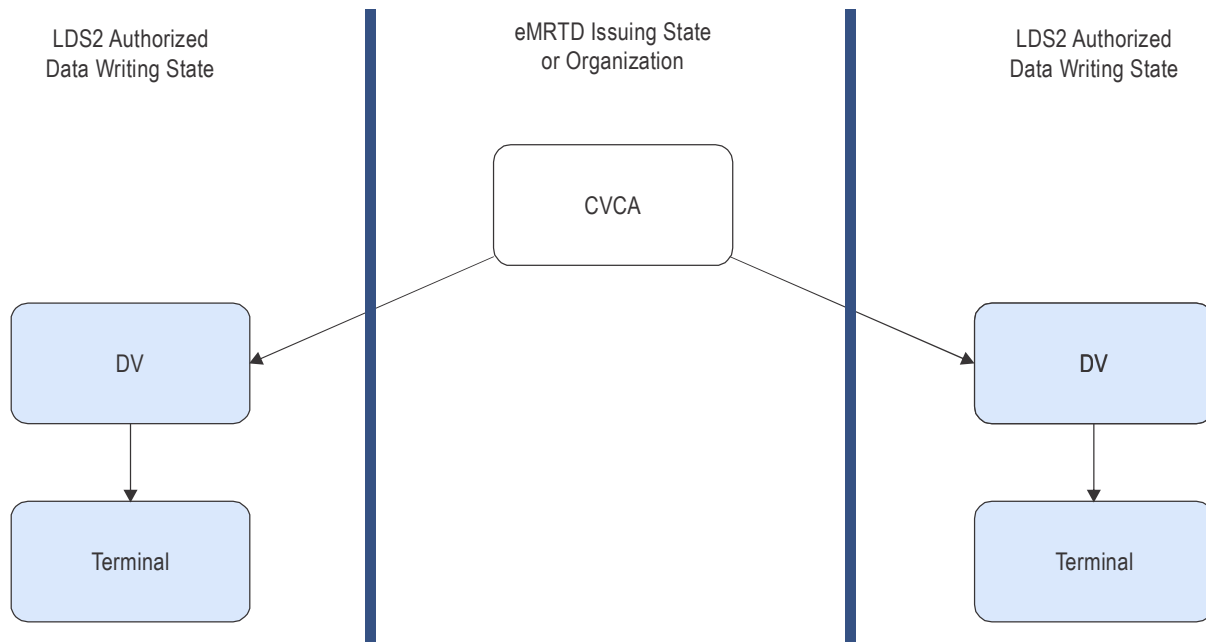 LDS2 Authorized
Data Writing State
eMRTD Issuing State
or Organization
LDS2 Authorized
Data Writing State
CVCA
DV
DV
Terminal
Terminal